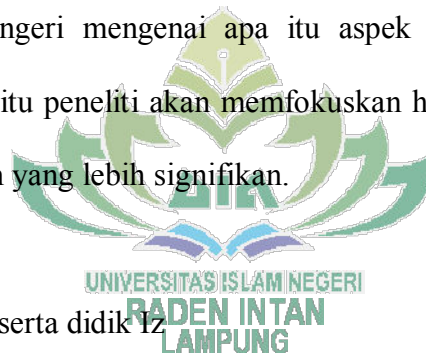 ngeri mengenai apa itu aspek
itu peneliti akan memfokuskan h
yang lebih signifikan.
UNIVERSITAS ISLAM NEGERI
RADEN INTAN
LAMPUNG
serta didik Iz